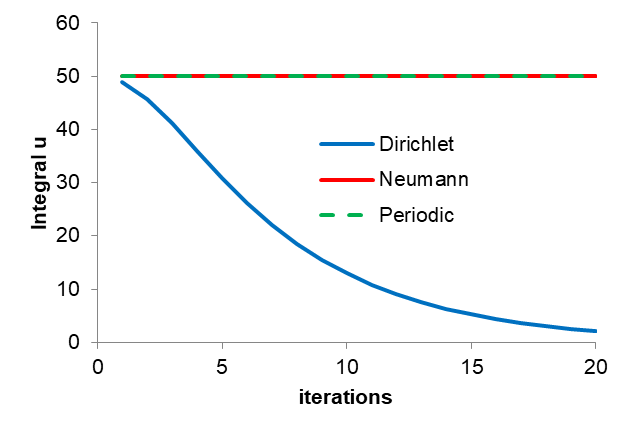 60
50
40
30
20
10
0
Integral u
Dirichlet
Neumann
Periodic
0 5 10 15 20
iterations